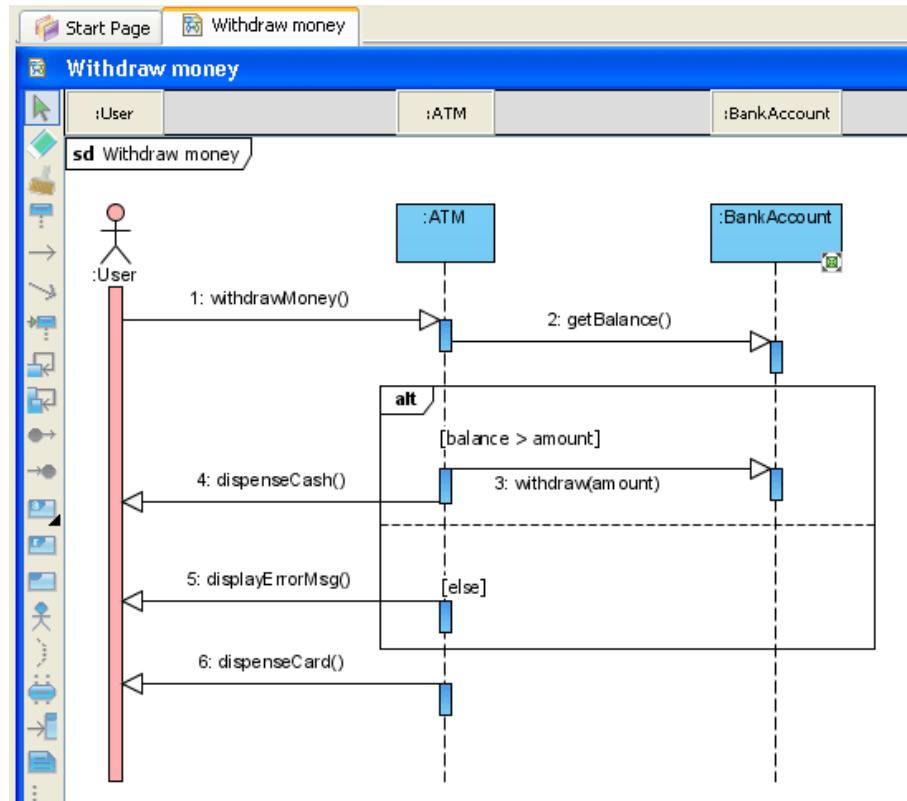 Start Page
Withdraw money
Withdraw money
:User
:ATM
:BankAccount
sd Withdraw money
:User
:ATM
:BankAccount
1: withdrawMoney()
2: getBalance()
alt
[balance > amount]
4: dispenseCash()
3: withdraw(amount)
5: displayErrorMsg()
[else]
6: dispenseCard()